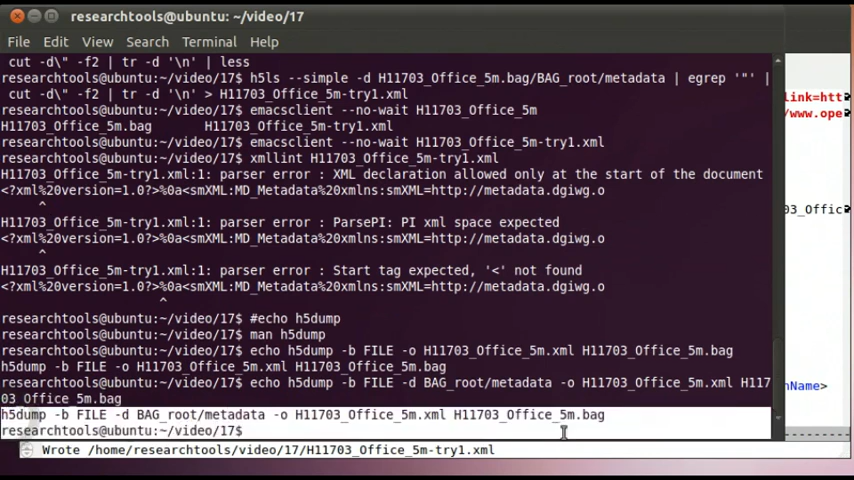 researchtools@ubuntu: ~/video/17
File Edit View Search Terminal Help
cut -d\" -f2 | tr -d '\n' | less
researchtools@ubuntu:~/video/17$ h5ls --simple -d H11703_Office_5m.bag/BAG_root/metadata | egrep '"' |
cut -d\" -f2 | tr -d '\n' > H11703_Office_5m-try1.xml
researchtools@ubuntu:~/video/17$ emacsclient --no-wait H11703_Office_5m
H11703_Office_5m.bag H11703_Office_5m-try1.xml
researchtools@ubuntu:~/video/17$ emacsclient --no-wait H11703_Office_5m-try1.xml
researchtools@ubuntu:~/video/17$ xmllint H11703_Office_5m-try1.xml
H11703_Office_5m-try1.xml:1: parser error : XML declaration allowed only at the start of the document
<?xml%20version=1.0?>%0a<smXML:MD_Metadata%20xmlns:smXML=http://metadata.dgiwg.o
^
H11703_Office_5m-try1.xml:1: parser error : ParsePI: PI xml space expected
<?xml%20version=1.0?>%0a<smXML:MD_Metadata%20xmlns:smXML=http://metadata.dgiwg.o
^
H11703_Office_5m-try1.xml:1: parser error : Start tag expected, '<' not found
<?xml%20version=1.0?>%0a<smXML:MD_Metadata%20xmlns:smXML=http://metadata.dgiwg.o
^
researchtools@ubuntu:~/video/17$ #echo h5dump
researchtools@ubuntu:~/video/17$ man h5dump
researchtools@ubuntu:~/video/17$ echo h5dump -b FILE -o H11703_Office_5m.xml H11703_Office_5m.bag
h5dump -b FILE -o H11703_Office_5m.xml H11703_Office_5m.bag
researchtools@ubuntu:~/video/17$ echo h5dump -b FILE -d BAG_root/metadata -o H11703_Office_5m.xml H117
03_Office_5m.bag
h5dump -b FILE -d BAG_root/metadata -o H11703_Office_5m.xml H11703_Office_5m.bag
researchtools@ubuntu:~/video/17$
link=htt
/www.ope
03_Offic
nName>
Wrote /home/researchtools/video/17/H11703_Office_5m-try1.xml